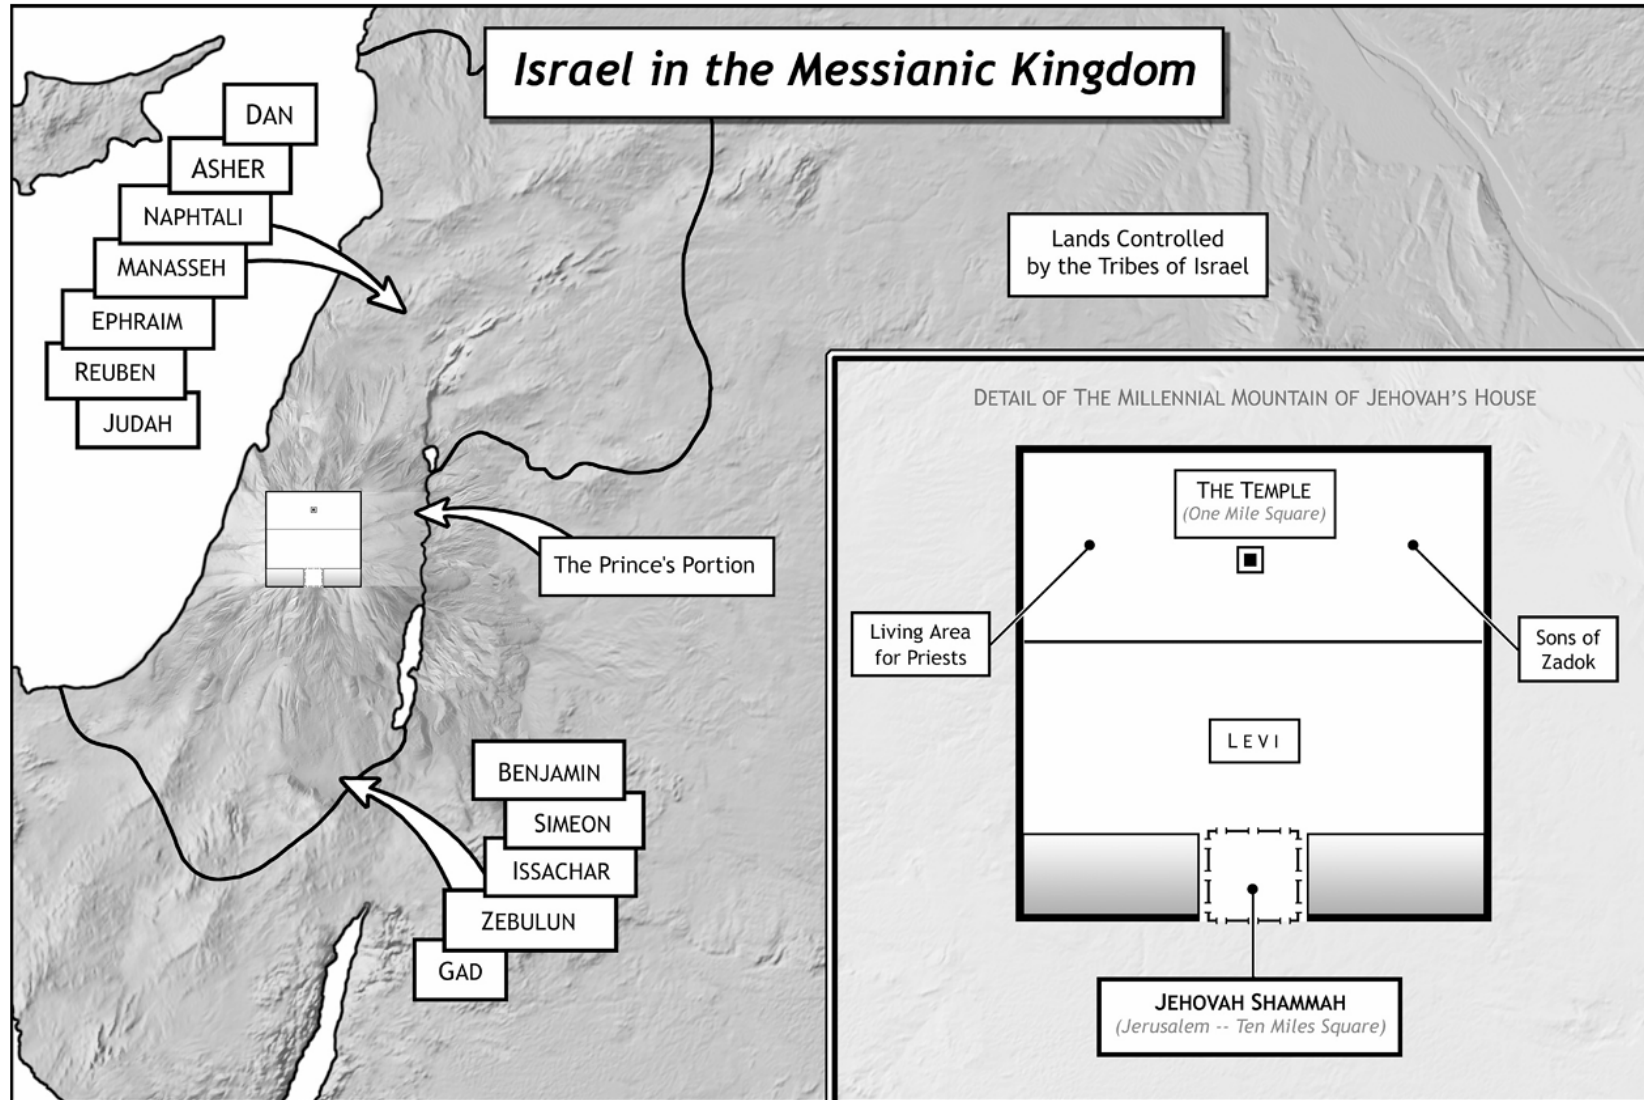 Israel in the Messianic Kingdom
DAN
ASHER
NAPHTALI
MANASSEH
EPHRAIM
REUBEN
JUDAH
Lands Controlled
by the Tribes of Israel
The Prince's Portion
BENJAMIN
SIMEON
ISSACHAR
ZEBULUN
GAD
DETAIL OF THE MILLENNIAL MOUNTAIN OF JEHOVAH'S HOUSE
THE TEMPLE
(One Mile Square)
Living Area
for Priests
Sons of
Zadok
LEVI
JEHOVAH SHAMMAH
(Jerusalem -- Ten Miles Square)